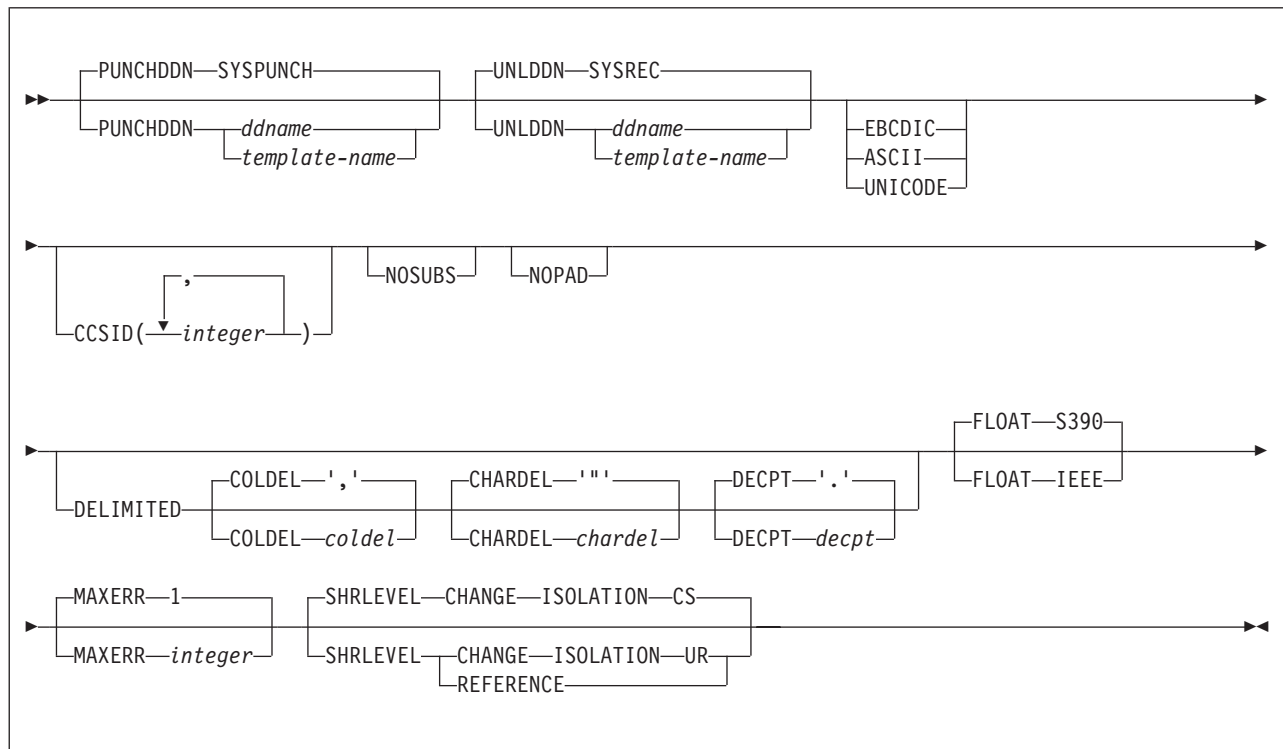 PUNCHDDN SYSPUNCH UNLDDN SYSREC
PUNCHDDN ddname UNLDDN ddname EBCDIC
template-name template-name ASCII
UNICODE
, NOSUBS NOPAD
CCSID( integer )
FLOAT S390
COLDEL ',' CHARDEL '"' DECPT '.' FLOAT IEEE
DELIMITED
COLDEL coldel CHARDEL chardel DECPT decpt
MAXERR 1 SHRLEVEL CHANGE ISOLATION CS
MAXERR integer SHRLEVEL CHANGE ISOLATION UR
REFERENCE